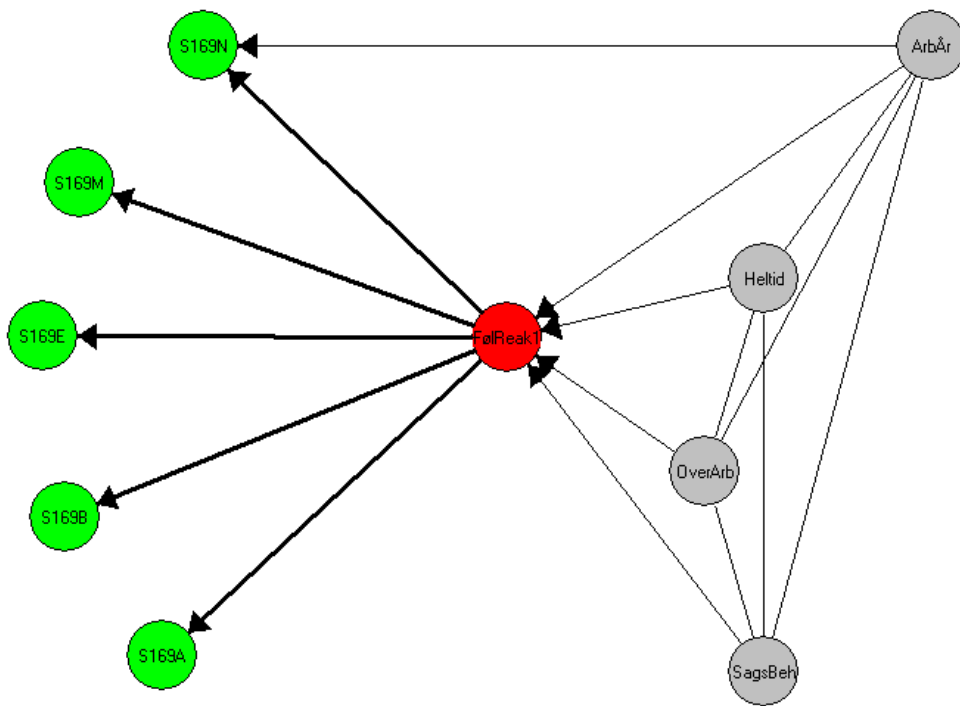 S169N
ArbÅr
S169M
Heltid
S169E
FølReak1
OverArb
S169B
S169A
SagsBeh